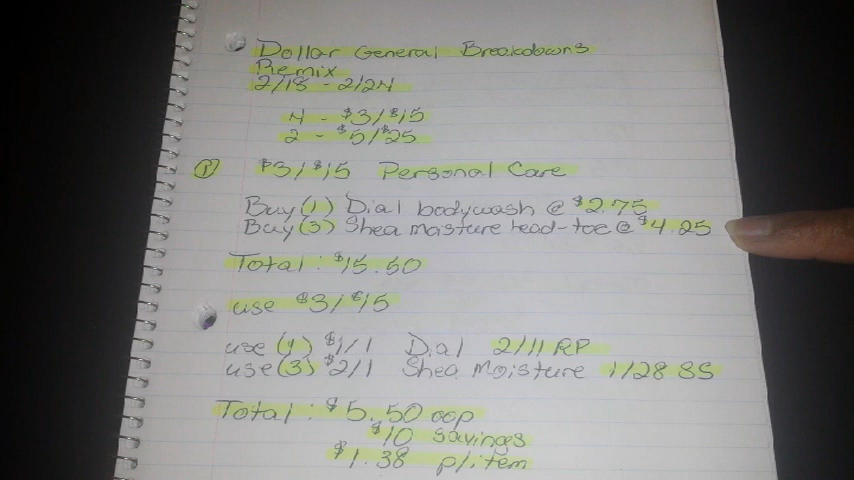 Dollar General Breakdowns
Remix
2/18 - 2/24
4 - $3/$15
2 - $5/$25
1 $3/$15 Personal Care
Buy (1) Dial bodywash @ $2.75
Buy (3) Shea moisture head-toe @ $4.25
Total: $15.50
use $3/$15
use (1) $1/1 Dial 2/11 RP
use (3) $2/1 Shea Moisture 1/28 SS
Total: $5.50 oop
$10 savings
$1.38 p/item